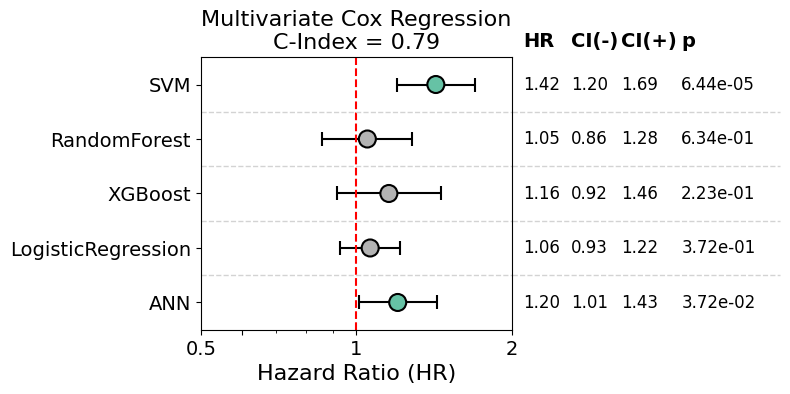 Multivariate Cox Regression
C-Index = 0.79
HR CI(-) CI(+) p
SVM 1.42 1.20 1.69 6.44e-05
RandomForest 1.05 0.86 1.28 6.34e-01
XGBoost 1.16 0.92 1.46 2.23e-01
LogisticRegression 1.06 0.93 1.22 3.72e-01
ANN 1.20 1.01 1.43 3.72e-02
0.5 1 2
Hazard Ratio (HR)